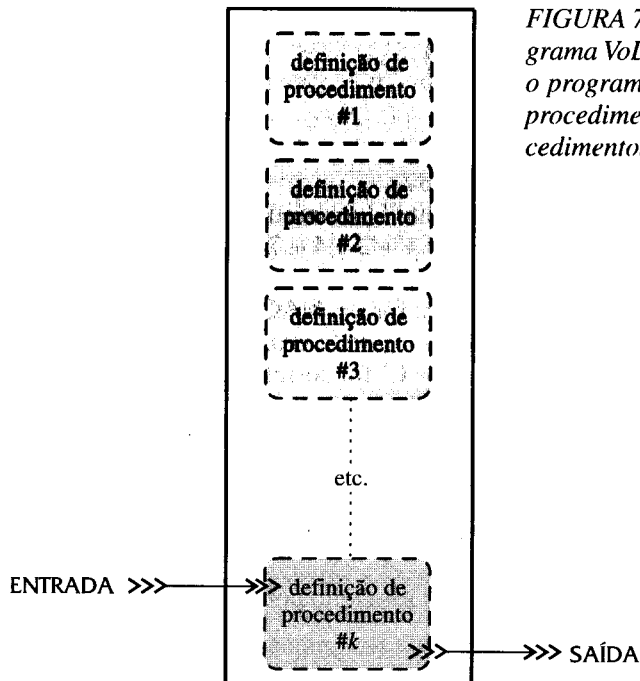 definição de
procedimento
#1
definição de
procedimento
#2
definição de
procedimento
#3
etc.
ENTRADA >>> >>> definição de
procedimento
#k
>>> >>> SAÍDA
FIGURA 7
grama VoL
o program
procedime
cedimento